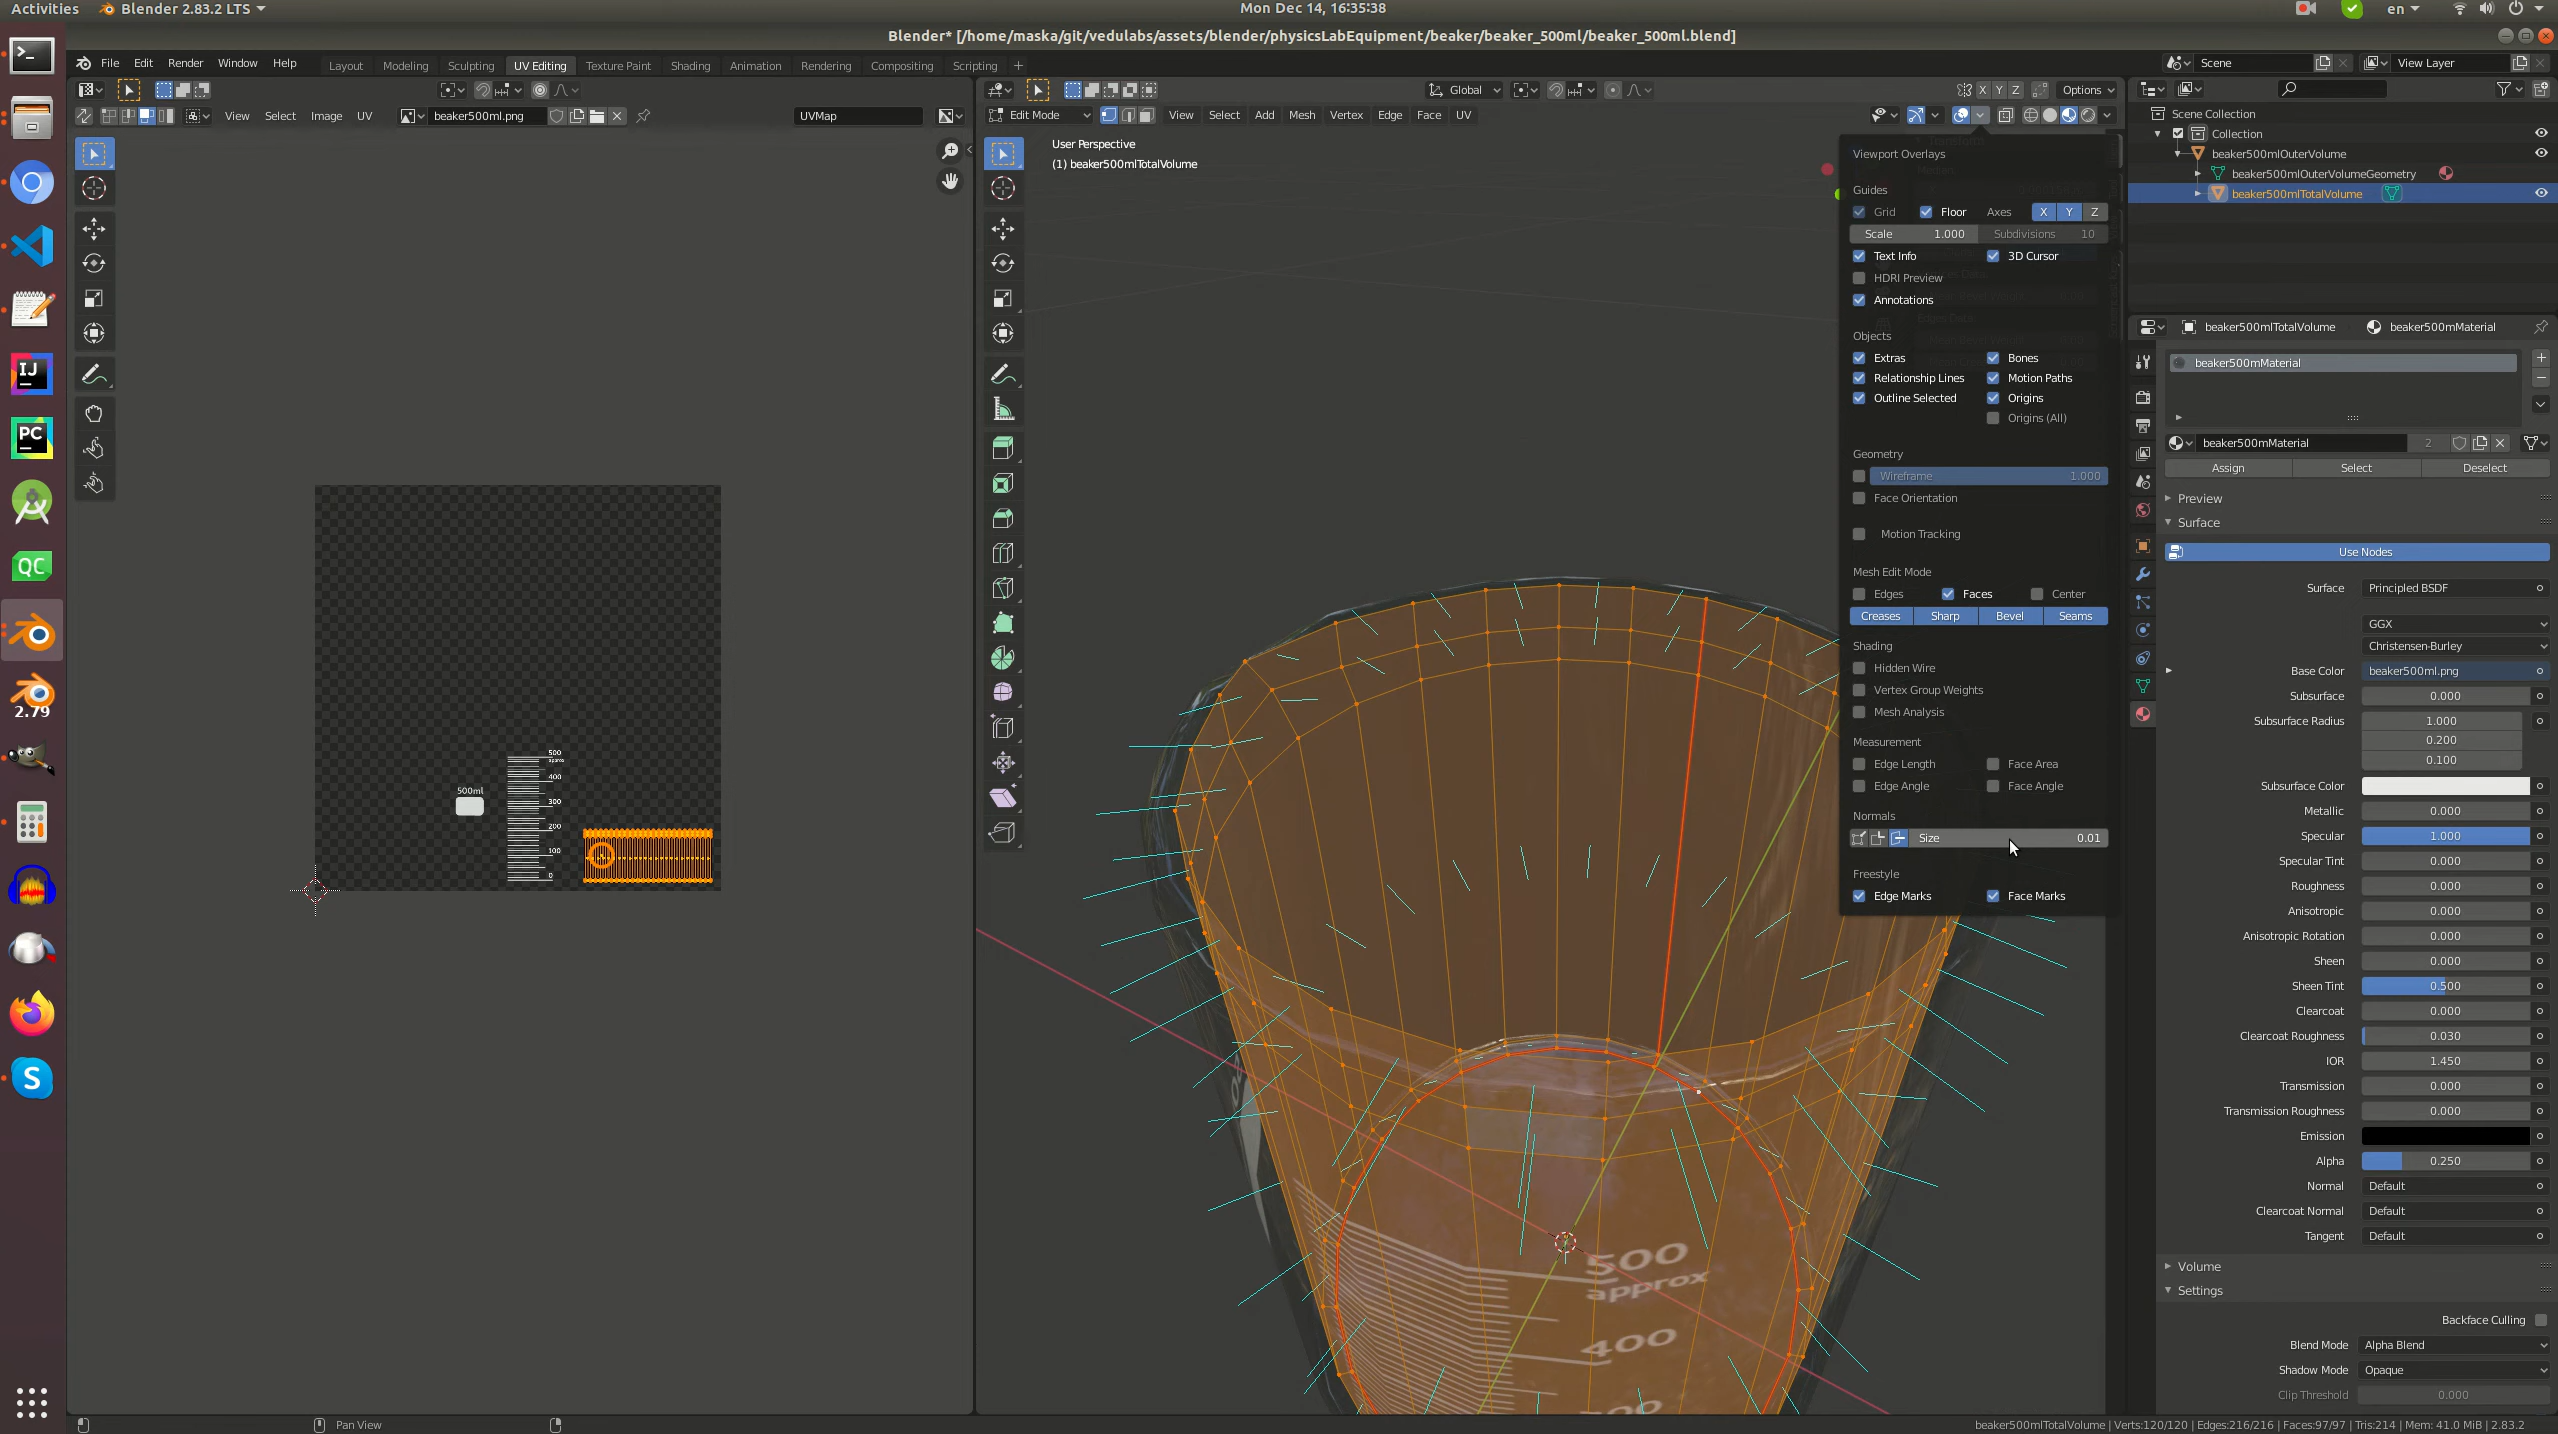 Activities
Blender 2.83.2 LTS
Mon Dec 14, 16:35:38
en
Blender* [/home/maska/git/vedulabs/assets/blender/physicsLabEquipment/beaker/beaker_500ml/beaker_500ml.blend]
File Edit Render Window Help
Layout Modeling Sculpting UV Editing Texture Paint Shading Animation Rendering Compositing Scripting +
Scene
View Layer
Global
X Y Z
Options
View Select Image UV
beaker500ml.png
UVMap
Edit Mode
View Select Add Mesh Vertex Edge Face UV
User Perspective
(1) beaker500mlTotalVolume
Scene Collection
Collection
beaker500mlOuterVolume
beaker500mlOuterVolumeGeometry
beaker500mlTotalVolume
Viewport Overlays
Guides
Grid Floor Axes X Y Z
Scale 1.000 Subdivisions 10
Text Info 3D Cursor
HDRI Preview
Annotations
Objects
Extras Bones
Relationship Lines Motion Paths
Outline Selected Origins
Origins (All)
Geometry
Wireframe 1.000
Face Orientation
Motion Tracking
Mesh Edit Mode
Edges Faces Center
Creases Sharp Bevel Seams
Shading
Hidden Wire
Vertex Group Weights
Mesh Analysis
Measurement
Edge Length Face Area
Edge Angle Face Angle
Normals
Size 0.01
Freestyle
Edge Marks Face Marks
beaker500mlTotalVolume beaker500mMaterial
beaker500mMaterial
beaker500mMaterial 2
Assign Select Deselect
Preview
Surface
Use Nodes
Surface Principled BSDF
GGX
Christensen-Burley
Base Color beaker500ml.png
Subsurface 0.000
Subsurface Radius 1.000
0.200
0.100
Subsurface Color
Metallic 0.000
Specular 1.000
Specular Tint 0.000
Roughness 0.000
Anisotropic 0.000
Anisotropic Rotation 0.000
Sheen 0.000
Sheen Tint 0.500
Clearcoat 0.000
Clearcoat Roughness 0.030
IOR 1.450
Transmission 0.000
Transmission Roughness 0.000
Emission
Alpha 0.250
Normal Default
Clearcoat Normal Default
Tangent Default
Volume
Settings
Backface Culling
Blend Mode Alpha Blend
Shadow Mode Opaque
Clip Threshold 0.000
IJ
PC
QC
2.79
S
500ml
500
approx
400
300
200
100
0
500
approx
400
Pan View
beaker500mlTotalVolume | Verts:120/120 | Edges:216/216 | Faces:97/97 | Tris:214 | Mem: 41.0 MiB | 2.83.2